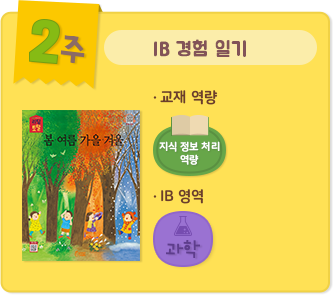 2주
IB 경험 일기
· 교재 역량
지식 정보 처리
역량
봄 여름 가을 겨울
· IB 영역
과학